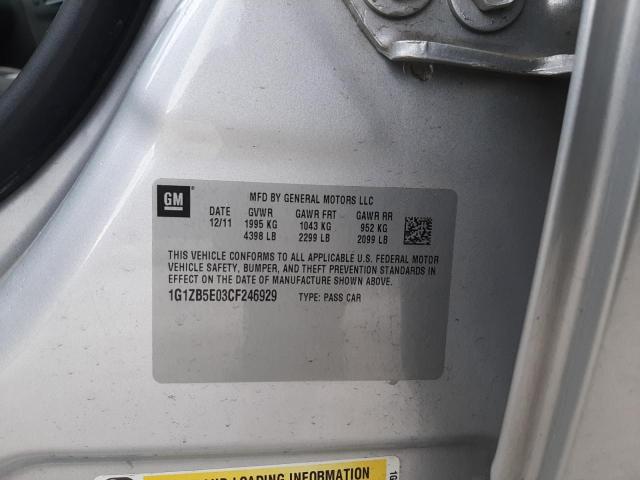 GM
MFD BY GENERAL MOTORS LLC
DATE GVWR GAWR FRT GAWR RR
12/11 1995 KG 1043 KG 952 KG
4398 LB 2299 LB 2099 LB
THIS VEHICLE CONFORMS TO ALL APPLICABLE U.S. FEDERAL MOTOR
VEHICLE SAFETY, BUMPER, AND THEFT PREVENTION STANDARDS IN
EFFECT ON THE DATE OF MANUFACTURE SHOWN ABOVE.
1G1ZB5E03CF246929 TYPE: PASS CAR
LOADING INFORMATION